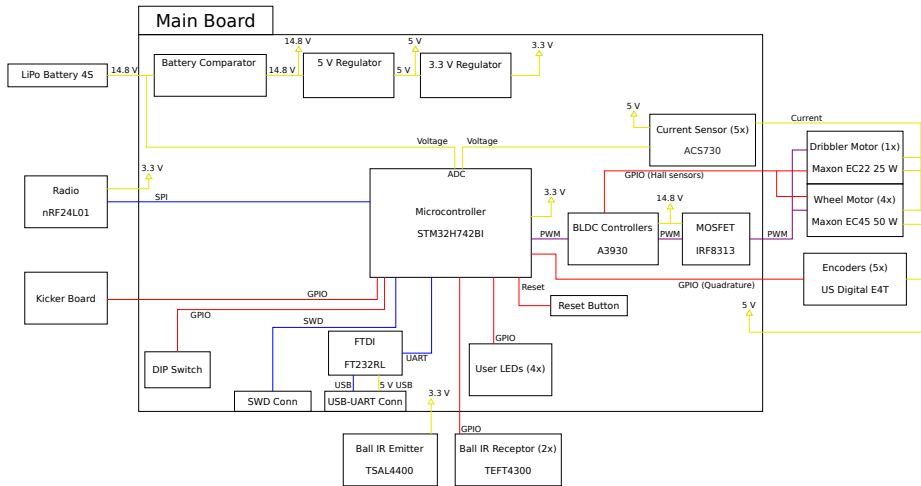 Main Board
14.8 V
5 V
3.3 V
LiPo Battery 4S
14.8 V
Battery Comparator
14.8 V
5 V Regulator
5 V
3.3 V Regulator
5 V
Current Sensor (5x)
ACS730
Current
Voltage
Voltage
ADC
Dribbler Motor (1x)
Maxon EC22 25 W
3.3 V
Radio
nRF24L01
SPI
GPIO (Hall sensors)
Wheel Motor (4x)
Maxon EC45 50 W
Microcontroller
STM32H742BI
3.3 V
PWM
BLDC Controllers
A3930
14.8 V
PWM
MOSFET
IRF8313
PWM
Encoders (5x)
US Digital E4T
GPIO (Quadrature)
Kicker Board
GPIO
GPIO
Reset
Reset Button
5 V
SWD
FTDI
FT232RL
UART
GPIO
User LEDs (4x)
DIP Switch
USB
5 V USB
SWD Conn
USB-UART Conn
3.3 V
GPIO
Ball IR Emitter
TSAL4400
Ball IR Receptor (2x)
TEFT4300